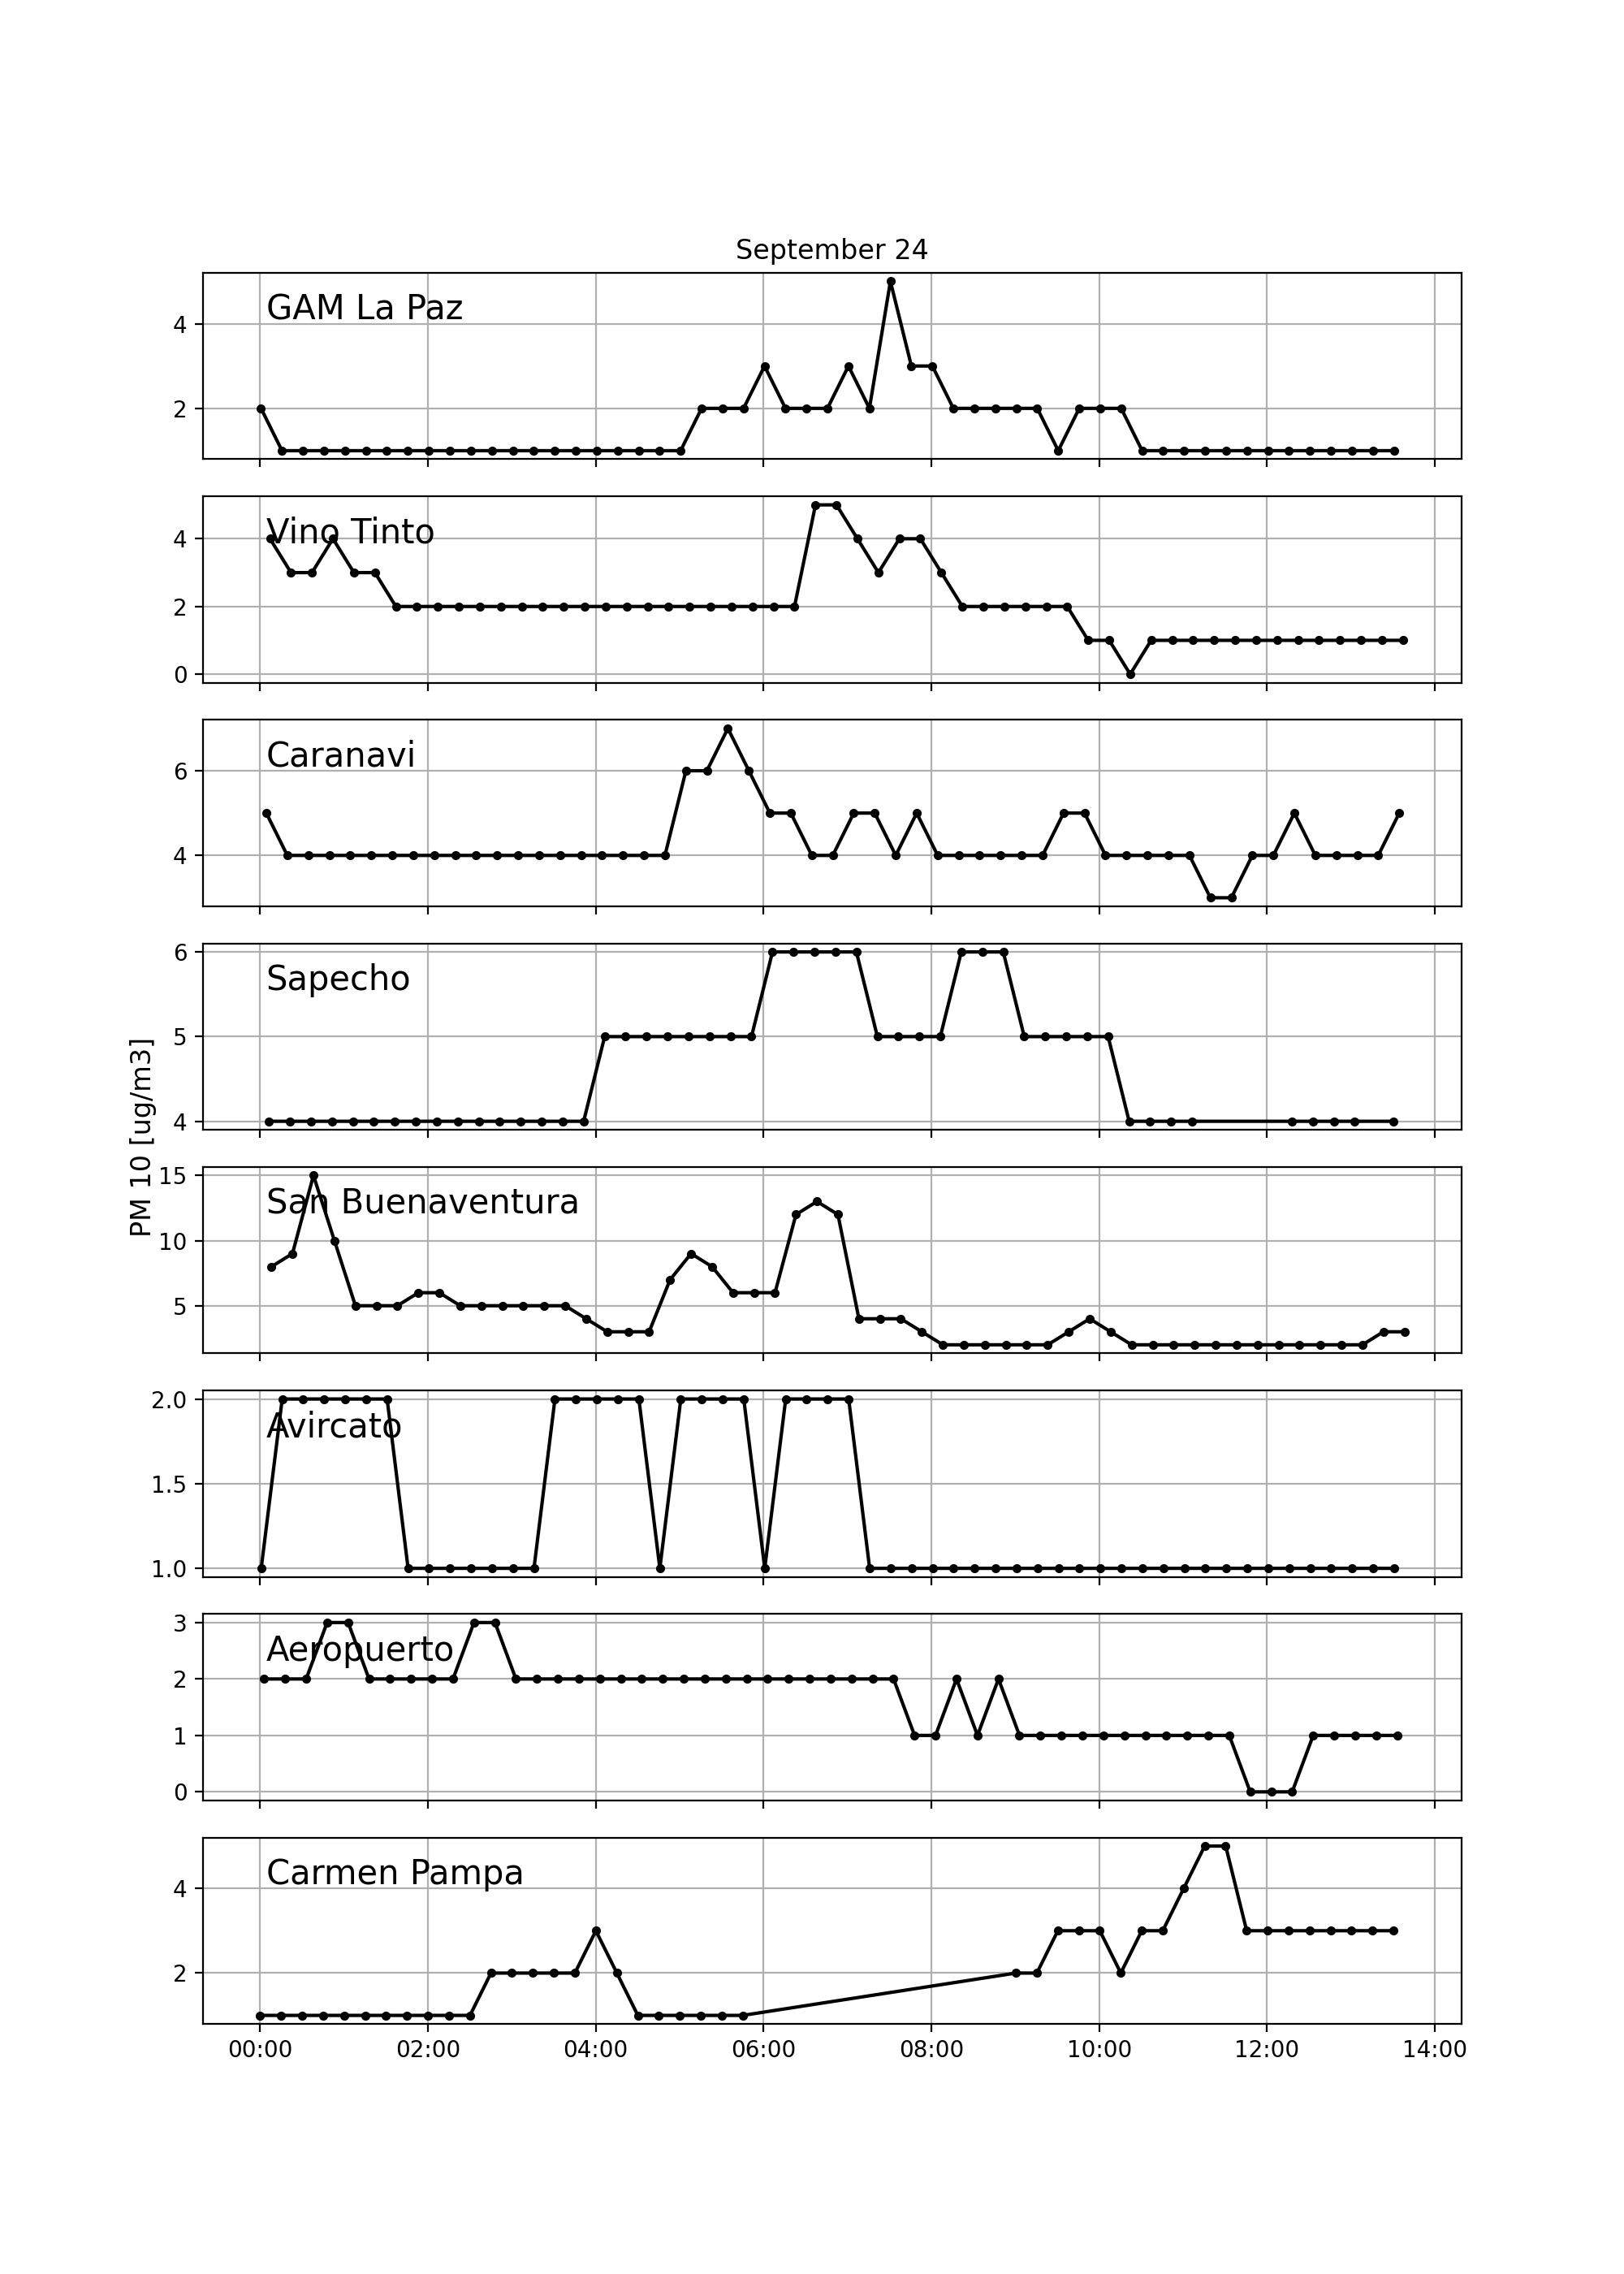 September 24
GAM La Paz
4
2
Vino Tinto
4
2
0
Caranavi
6
4
Sapecho
6
5
4
PM 10 [ug/m3]
San Buenaventura
15
10
5
Avircato
2.0
1.5
1.0
Aeropuerto
3
2
1
0
Carmen Pampa
4
2
00:00 02:00 04:00 06:00 08:00 10:00 12:00 14:00